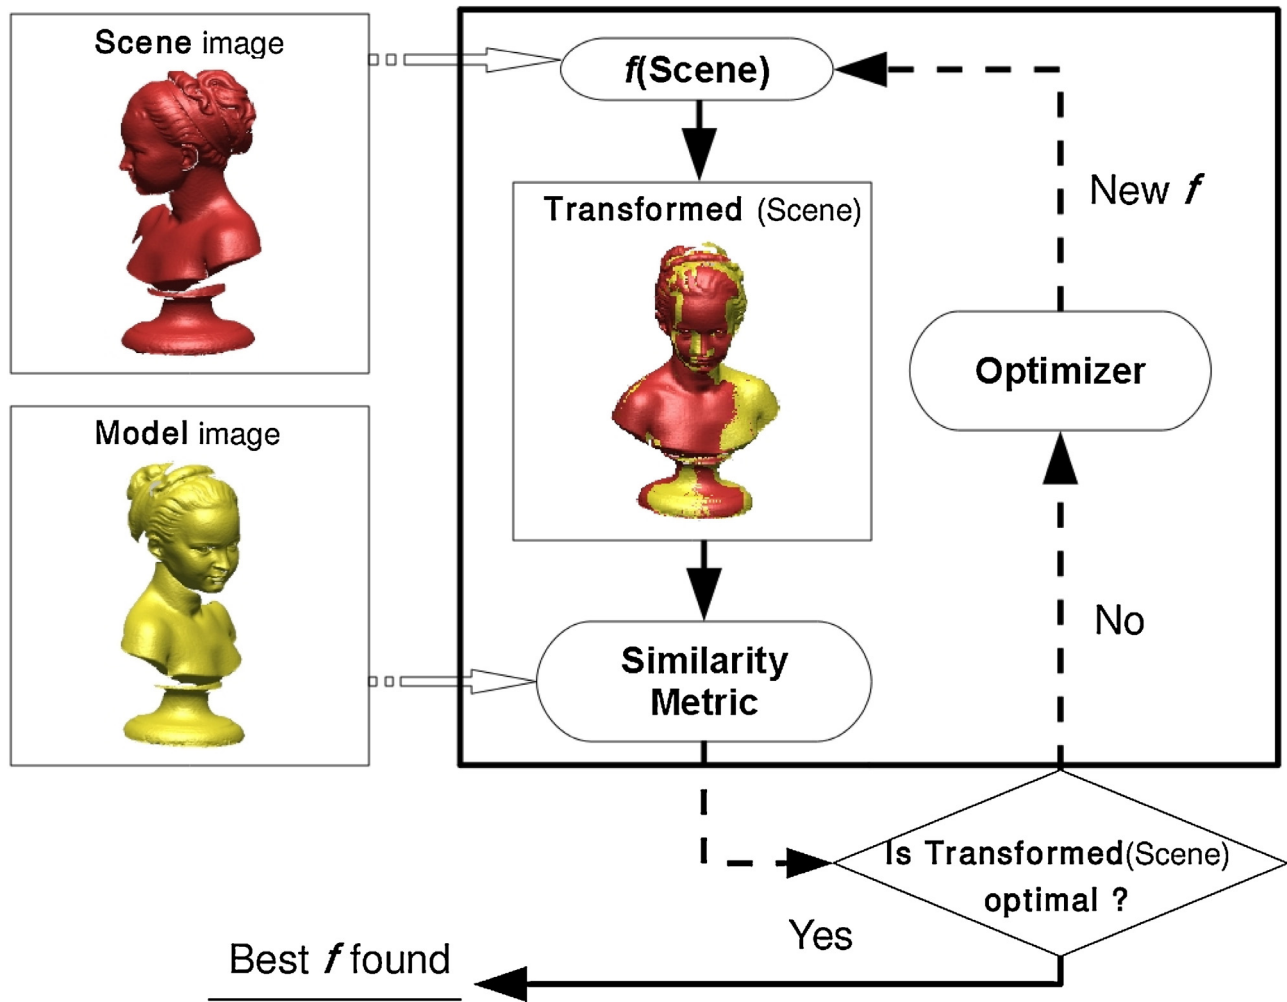 Scene image
f(Scene)
Transformed (Scene)
New f
Optimizer
Model image
No
Similarity
Metric
Is Transformed(Scene)
optimal ?
Yes
Best f found